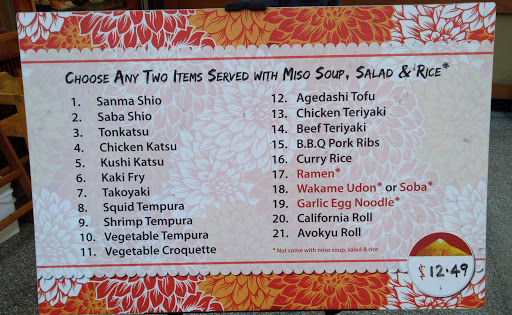 Choose Any Two Items Served with Miso Soup, Salad & Rice*
1. Sanma Shio
2. Saba Shio
3. Tonkatsu
4. Chicken Katsu
5. Kushi Katsu
6. Kaki Fry
7. Takoyaki
8. Squid Tempura
9. Shrimp Tempura
10. Vegetable Tempura
11. Vegetable Croquette
12. Agedashi Tofu
13. Chicken Teriyaki
14. Beef Teriyaki
15. B.B.Q Pork Ribs
16. Curry Rice
17. Ramen*
18. Wakame Udon* or Soba*
19. Garlic Egg Noodle*
20. California Roll
21. Avokyu Roll
* Not come with miso soup, salad & rice
$12.49